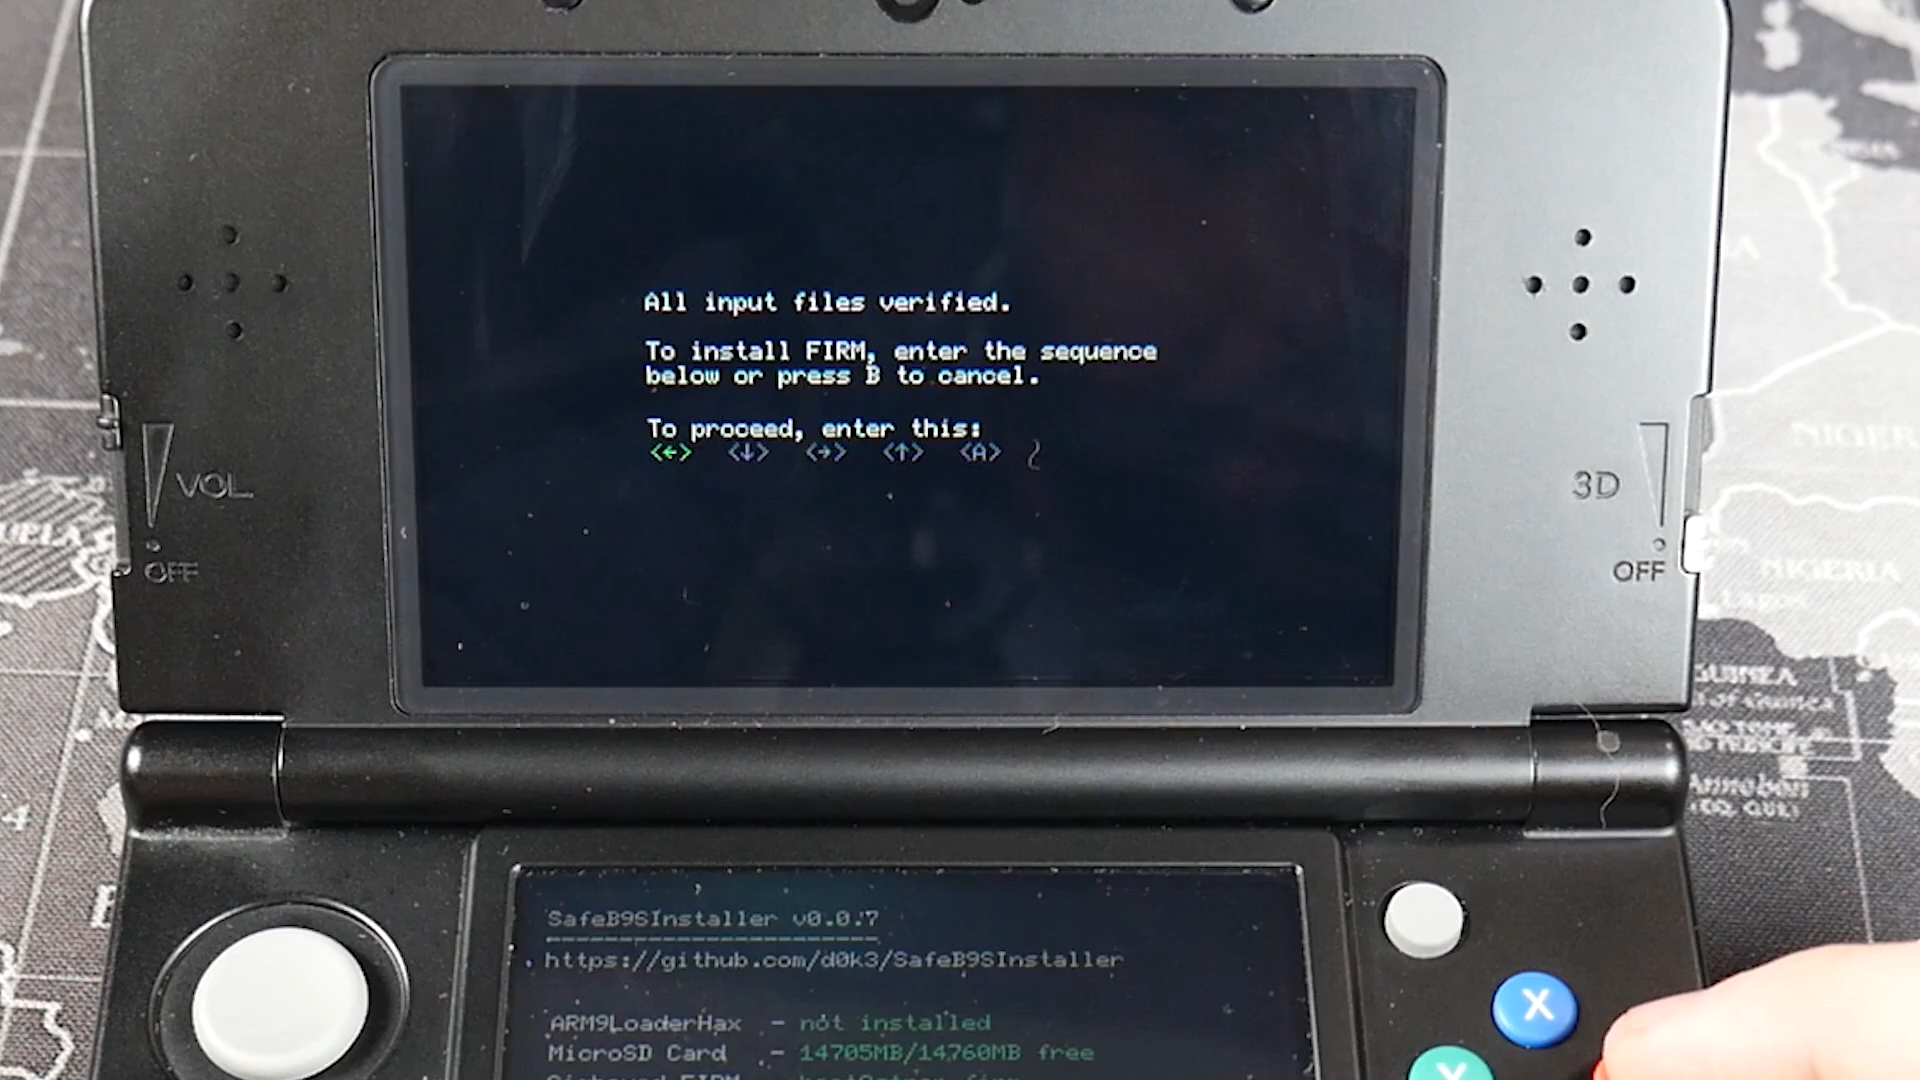 All input files verified.
To install FIRM, enter the sequence
below or press B to cancel.
To proceed, enter this:
<←> <↓> <→> <↑> <A>
VOL
OFF
3D
OFF
NIGERIA
GUINEA
SafeB9SInstaller v0.0.7
https://github.com/d0k3/SafeB9SInstaller
ARM9LoaderHax - not installed
MicroSD Card - 14705MB/14760MB free
X
Y